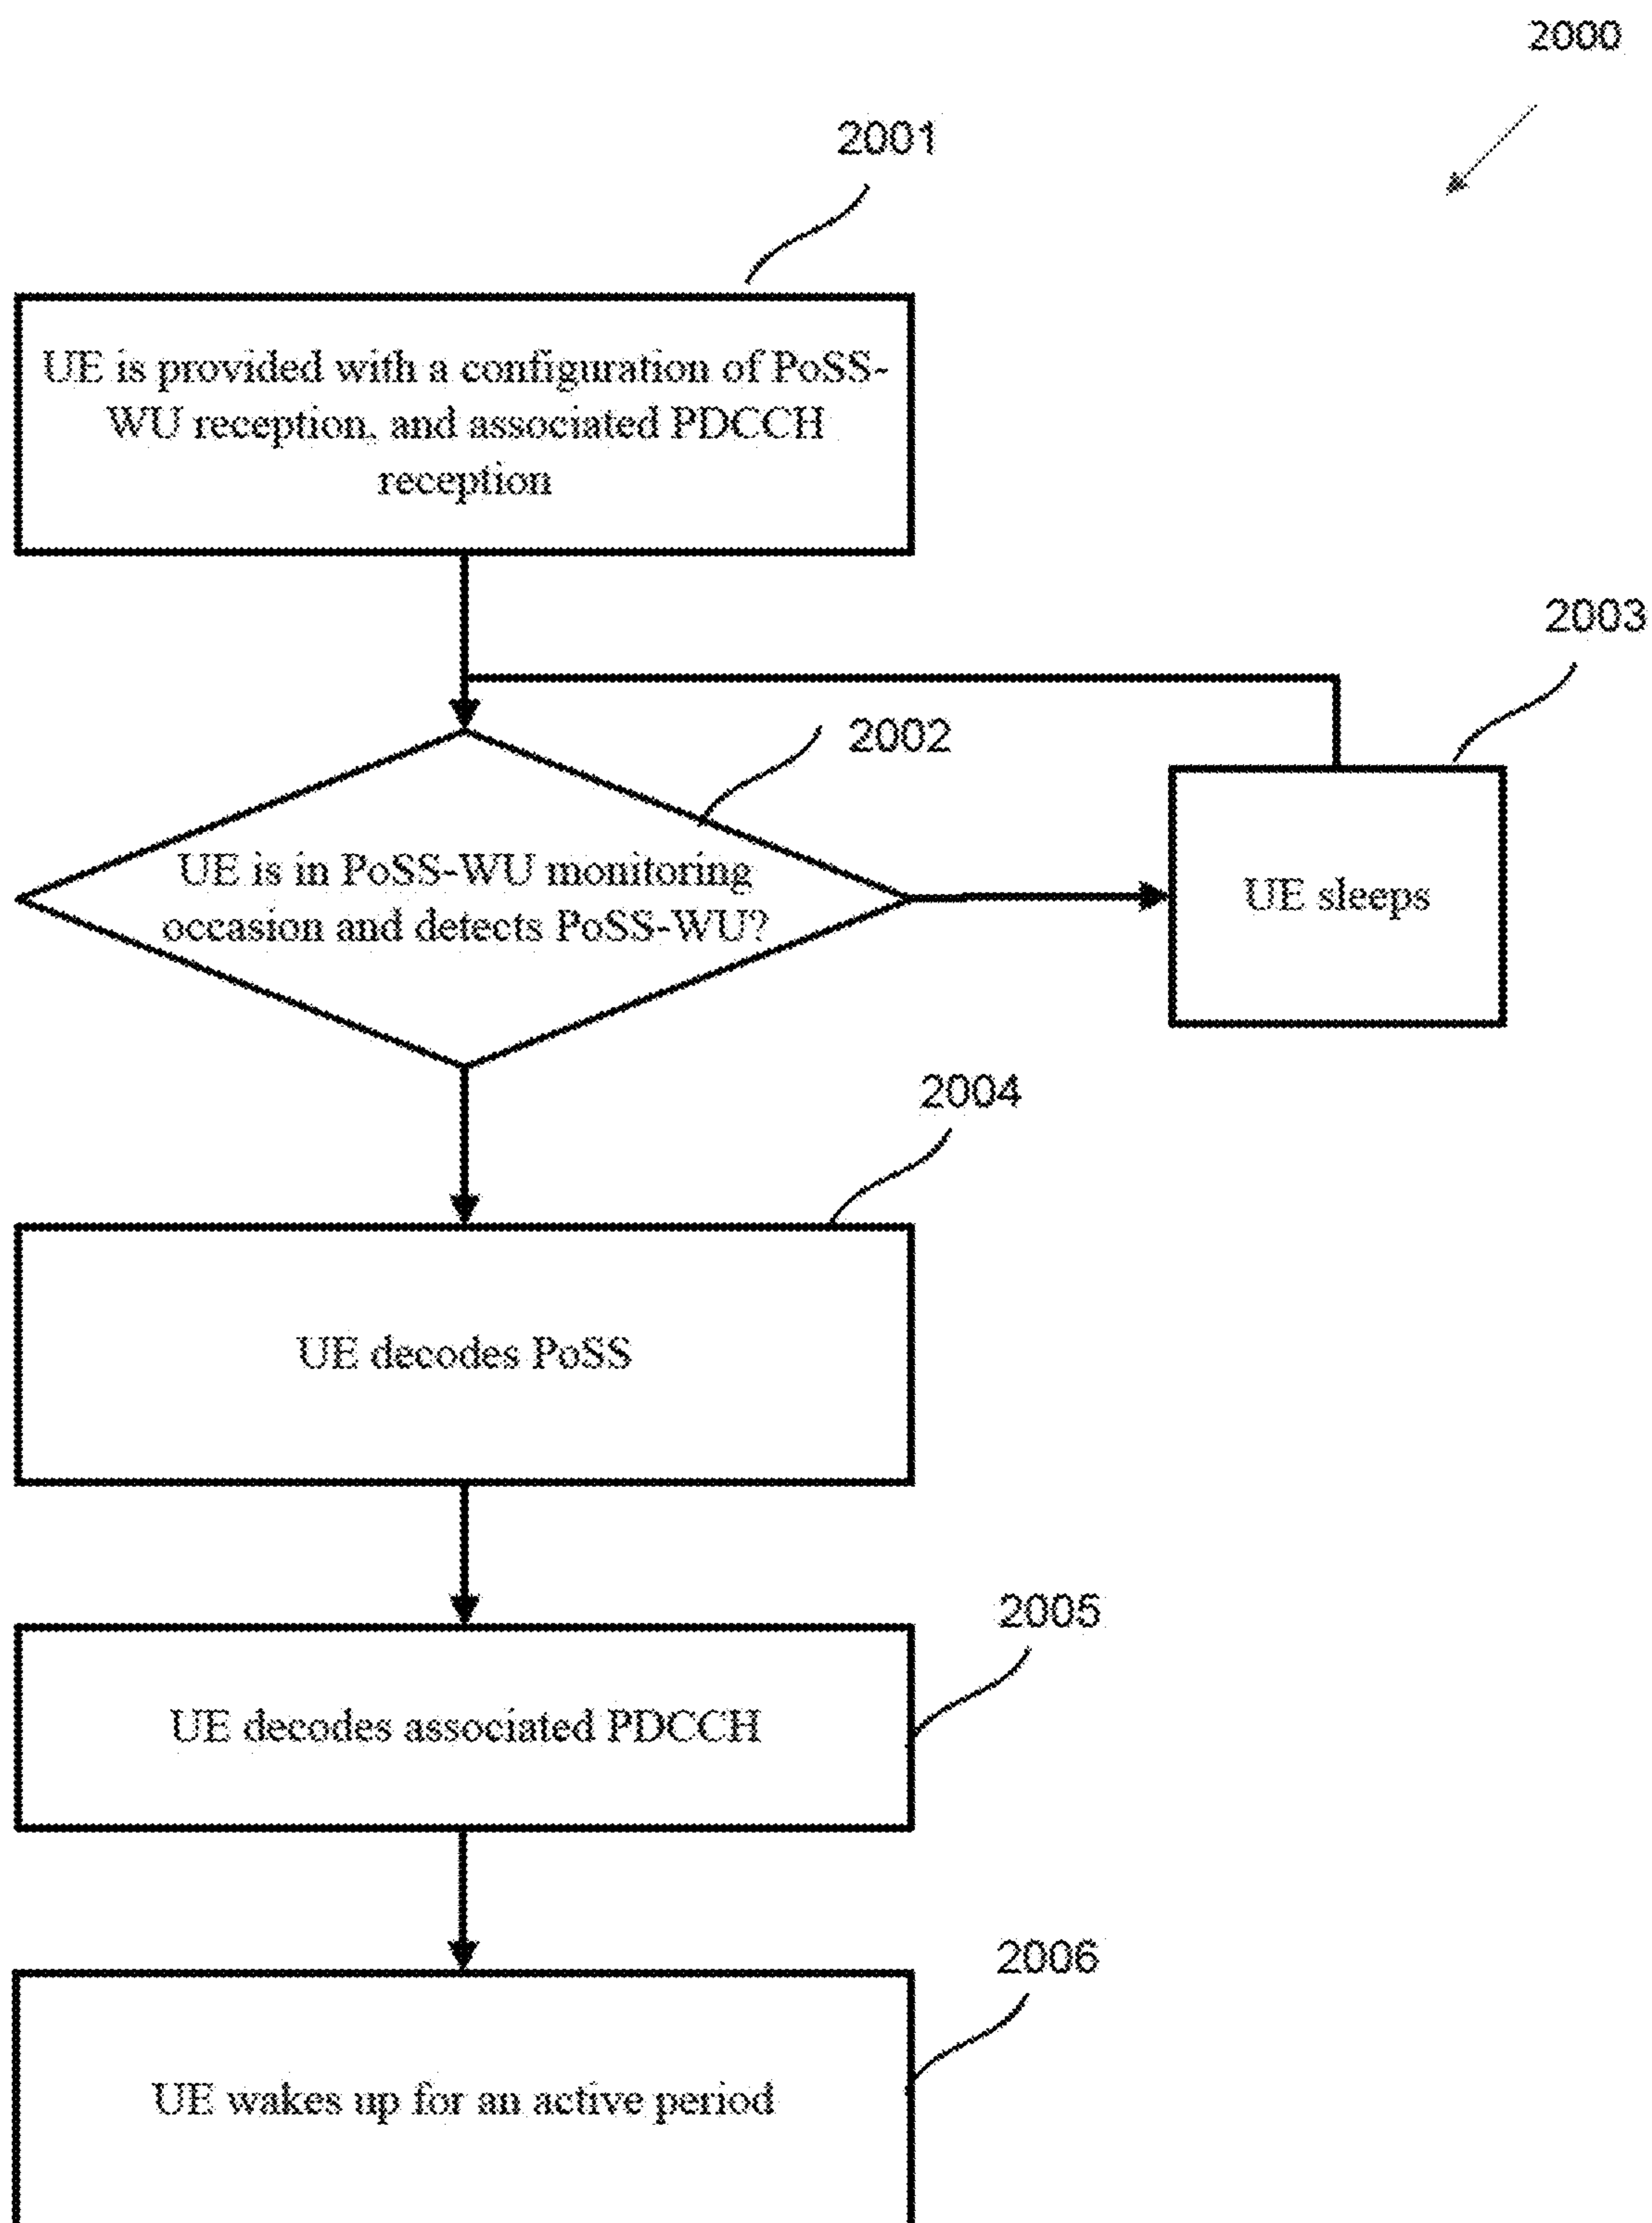 2000
2001
UE is provided with a configuration of PoSS-
WU reception, and associated PDCCH
reception
2003
2002
UE is in PoSS-WU monitoring
occasion and detects PoSS-WU?
UE sleeps
2004
UE decodes PoSS
2005
UE decodes associated PDCCH
2006
UE wakes up for an active period